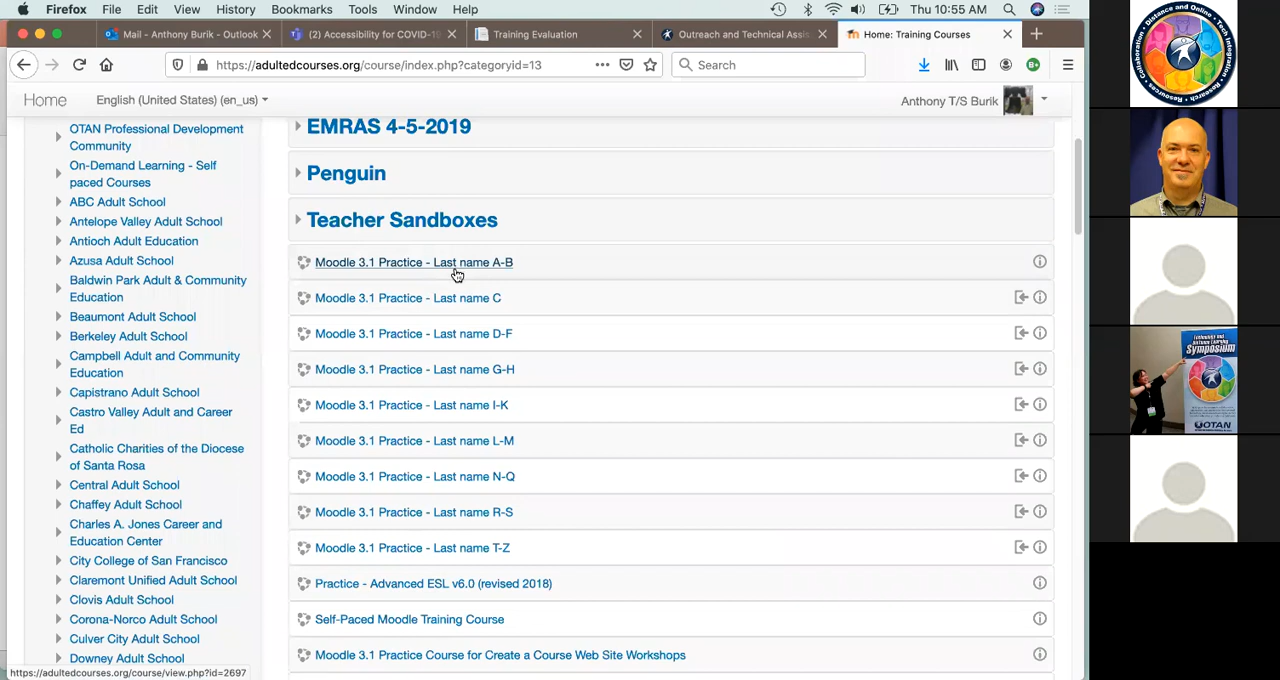 Firefox File Edit View History Bookmarks Tools Window Help Thu 10:55 AM
Mail - Anthony Burik - Outlook
(2) Accessibility for COVID-19
Training Evaluation
Outreach and Technical Assis
Home: Training Courses
https://adultedcourses.org/course/index.php?categoryid=13
Search
Home English (United States) (en_us) Anthony T/S Burik
OTAN Professional Development
Community
On-Demand Learning - Self
paced Courses
ABC Adult School
Antelope Valley Adult School
Antioch Adult Education
Azusa Adult School
Baldwin Park Adult & Community
Education
Beaumont Adult School
Berkeley Adult School
Campbell Adult and Community
Education
Capistrano Adult School
Castro Valley Adult and Career
Ed
Catholic Charities of the Diocese
of Santa Rosa
Central Adult School
Chaffey Adult School
Charles A. Jones Career and
Education Center
City College of San Francisco
Claremont Unified Adult School
Clovis Adult School
Corona-Norco Adult School
Culver City Adult School
Downey Adult School
EMRAS 4-5-2019
Penguin
Teacher Sandboxes
Moodle 3.1 Practice - Last name A-B
Moodle 3.1 Practice - Last name C
Moodle 3.1 Practice - Last name D-F
Moodle 3.1 Practice - Last name G-H
Moodle 3.1 Practice - Last name I-K
Moodle 3.1 Practice - Last name L-M
Moodle 3.1 Practice - Last name N-Q
Moodle 3.1 Practice - Last name R-S
Moodle 3.1 Practice - Last name T-Z
Practice - Advanced ESL v6.0 (revised 2018)
Self-Paced Moodle Training Course
Moodle 3.1 Practice Course for Create a Course Web Site Workshops
https://adultedcourses.org/course/view.php?id=2697
Distance and Online
Tech Integration
Research
Resources
Collaboration
Symposium
OTAN